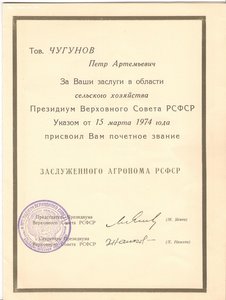 Тов. ЧУГУНОВ
Петр Артемьевич
За Ваши заслуги в области
сельского хозяйства
Президиум Верховного Совета РСФСР
Указом от 15 марта 1974 года
присвоил Вам почетное звание
ЗАСЛУЖЕННОГО АГРОНОМА РСФСР
Председатель Президиума
Верховного Совета РСФСР
(М. Яснов)
Секретарь Президиума
Верховного Совета РСФСР